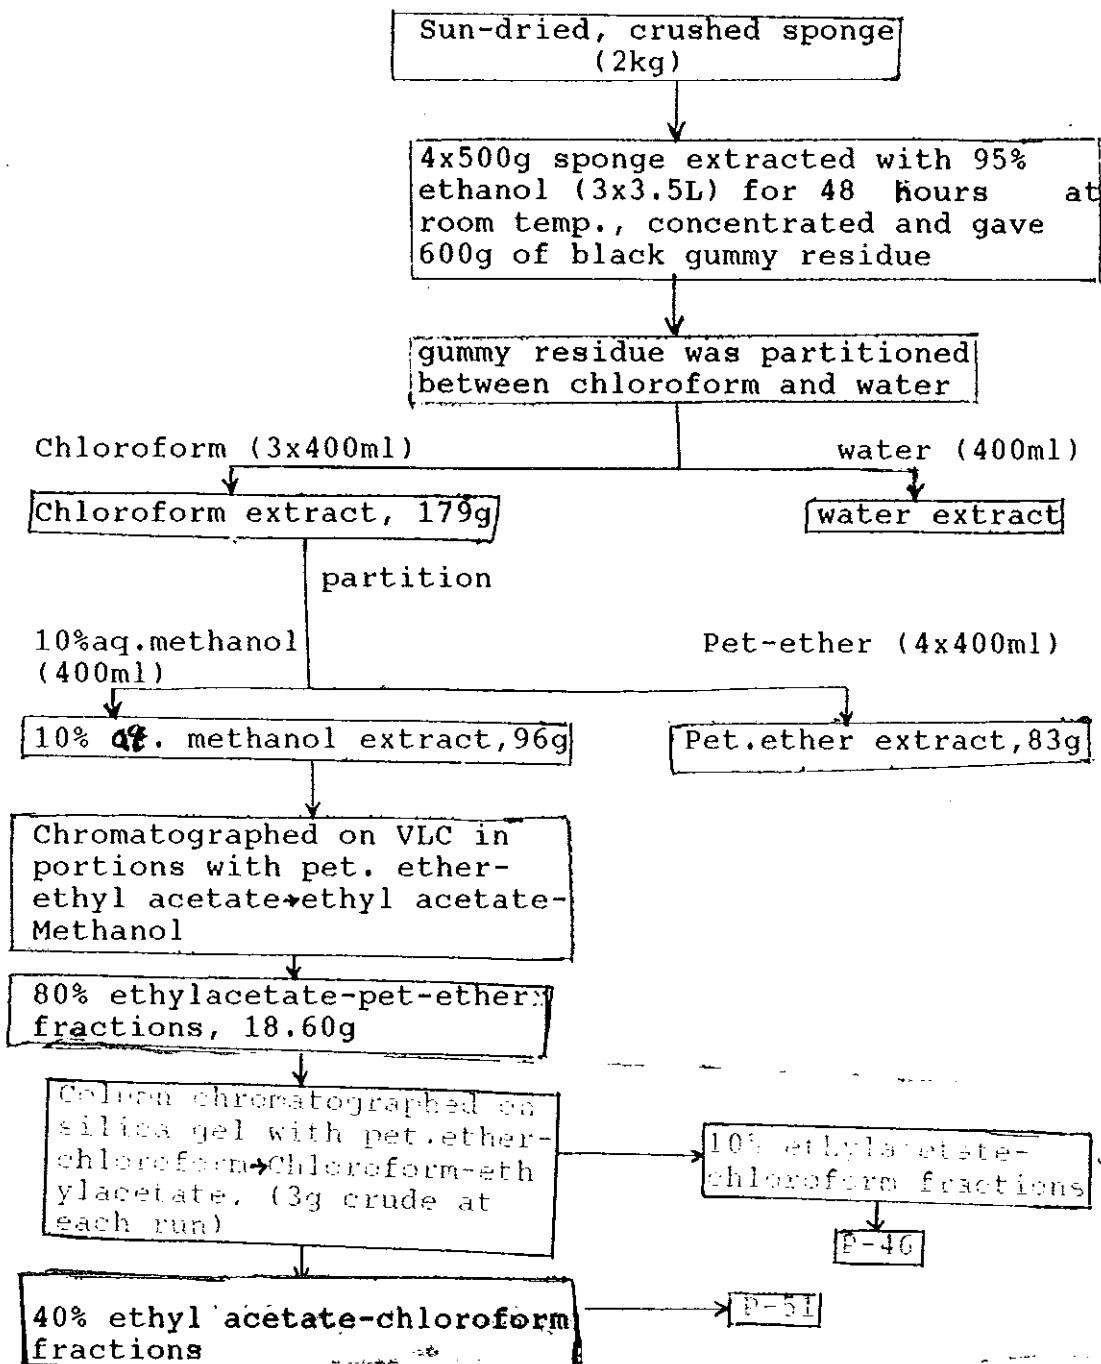 Sun-dried, crushed sponge
(2kg)
4x500g sponge extracted with 95%
ethanol (3x3.5L) for 48 hours at
room temp., concentrated and gave
600g of black gummy residue
gummy residue was partitioned
between chloroform and water
Chloroform (3x400ml)
water (400ml)
Chloroform extract, 179g
water extract
partition
10%aq.methanol
(400ml)
Pet-ether (4x400ml)
10% aq. methanol extract,96g
Pet.ether extract,83g
Chromatographed on VLC in
portions with pet. ether-
ethyl acetate→ethyl acetate-
Methanol
80% ethylacetate-pet-ether
fractions, 18.60g
Column chromatographed on
silica gel with pet.ether-
chloroform→Chloroform-eth
ylacetate, (3g crude at
each run)
10% ethylacetate-
chloroform fractions
P-46
40% ethyl acetate-chloroform
fractions
P-51